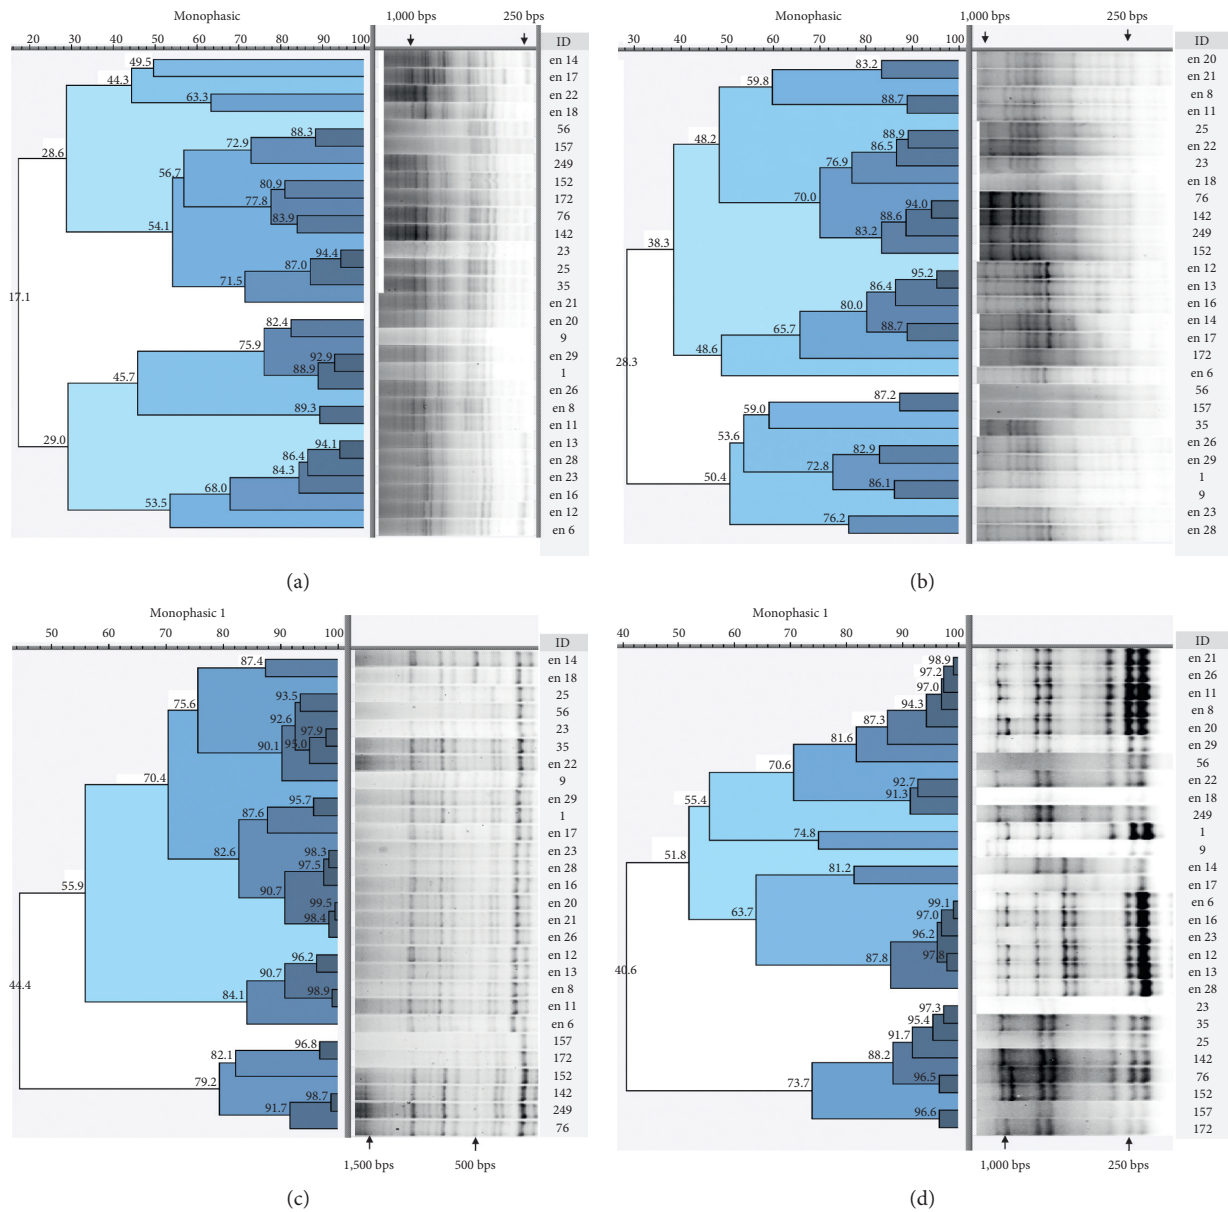 Monophasic
1,000 bps 250 bps
20 30 40 50 60 70 80 90 100
ID
49.5
44.3
63.3
28.6
88.3
72.9
56.7
80.9
77.8
83.9
54.1
94.4
87.0
71.5
17.1
82.4
75.9
92.9
88.9
45.7
89.3
29.0
94.1
86.4
84.3
68.0
53.5
en 14
en 17
en 22
en 18
56
157
249
152
172
76
142
23
25
35
en 21
en 20
9
en 29
1
en 26
en 8
en 11
en 13
en 28
en 23
en 16
en 12
en 6
(a)
Monophasic
1,000 bps 250 bps
30 40 50 60 70 80 90 100
ID
83.2
59.8
88.7
48.2
88.9
86.5
76.9
70.0
94.0
88.6
83.2
38.3
95.2
86.4
80.0
88.7
65.7
48.6
28.3
87.2
59.0
53.6
82.9
72.8
86.1
50.4
76.2
en 20
en 21
en 8
en 11
25
en 22
23
en 18
76
142
249
152
en 12
en 13
en 16
en 14
en 17
172
en 6
56
157
35
en 26
en 29
1
9
en 23
en 28
(b)
Monophasic 1
50 60 70 80 90 100
ID
87.4
75.6
93.5
92.6
97.9
95.0
90.1
70.4
95.7
87.6
82.6
98.3
97.5
90.7
99.5
98.4
55.9
96.2
90.7
98.9
84.1
44.4
96.8
82.1
79.2
98.7
91.7
en 14
en 18
25
56
23
35
en 22
9
en 29
1
en 17
en 23
en 28
en 16
en 20
en 21
en 26
en 12
en 13
en 8
en 11
en 6
157
172
152
142
249
76
1,500 bps 500 bps
(c)
Monophasic 1
40 50 60 70 80 90 100
ID
98.9
97.2
97.0
94.3
87.3
81.6
70.6
92.7
91.3
55.4
74.8
51.8
81.2
63.7
99.1
97.0
96.2
97.8
87.8
40.6
97.3
95.4
91.7
88.2
96.5
73.7
96.6
en 21
en 26
en 11
en 8
en 20
en 29
56
en 22
en 18
249
1
9
en 14
en 17
en 6
en 16
en 23
en 12
en 13
en 28
23
35
25
142
76
152
157
172
1,000 bps 250 bps
(d)